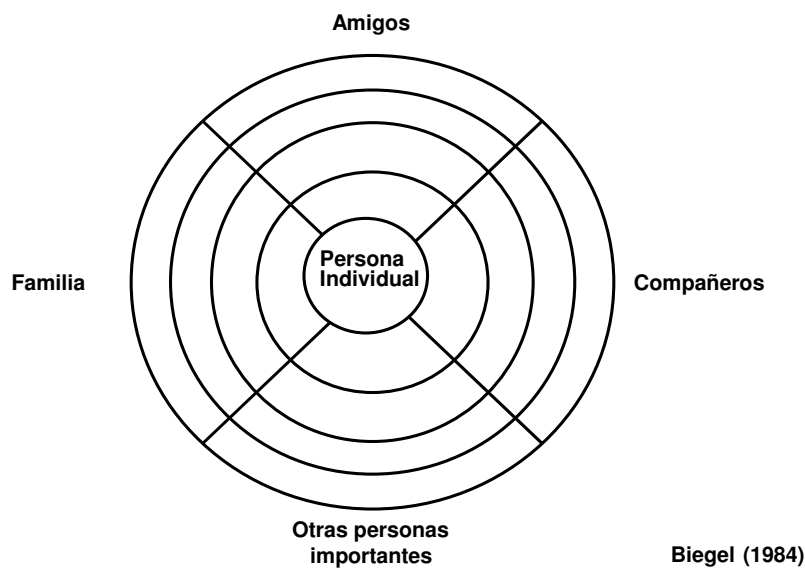 Amigos
Persona
Individual
Familia
Compañeros
Otras personas
importantes
Biegel (1984)